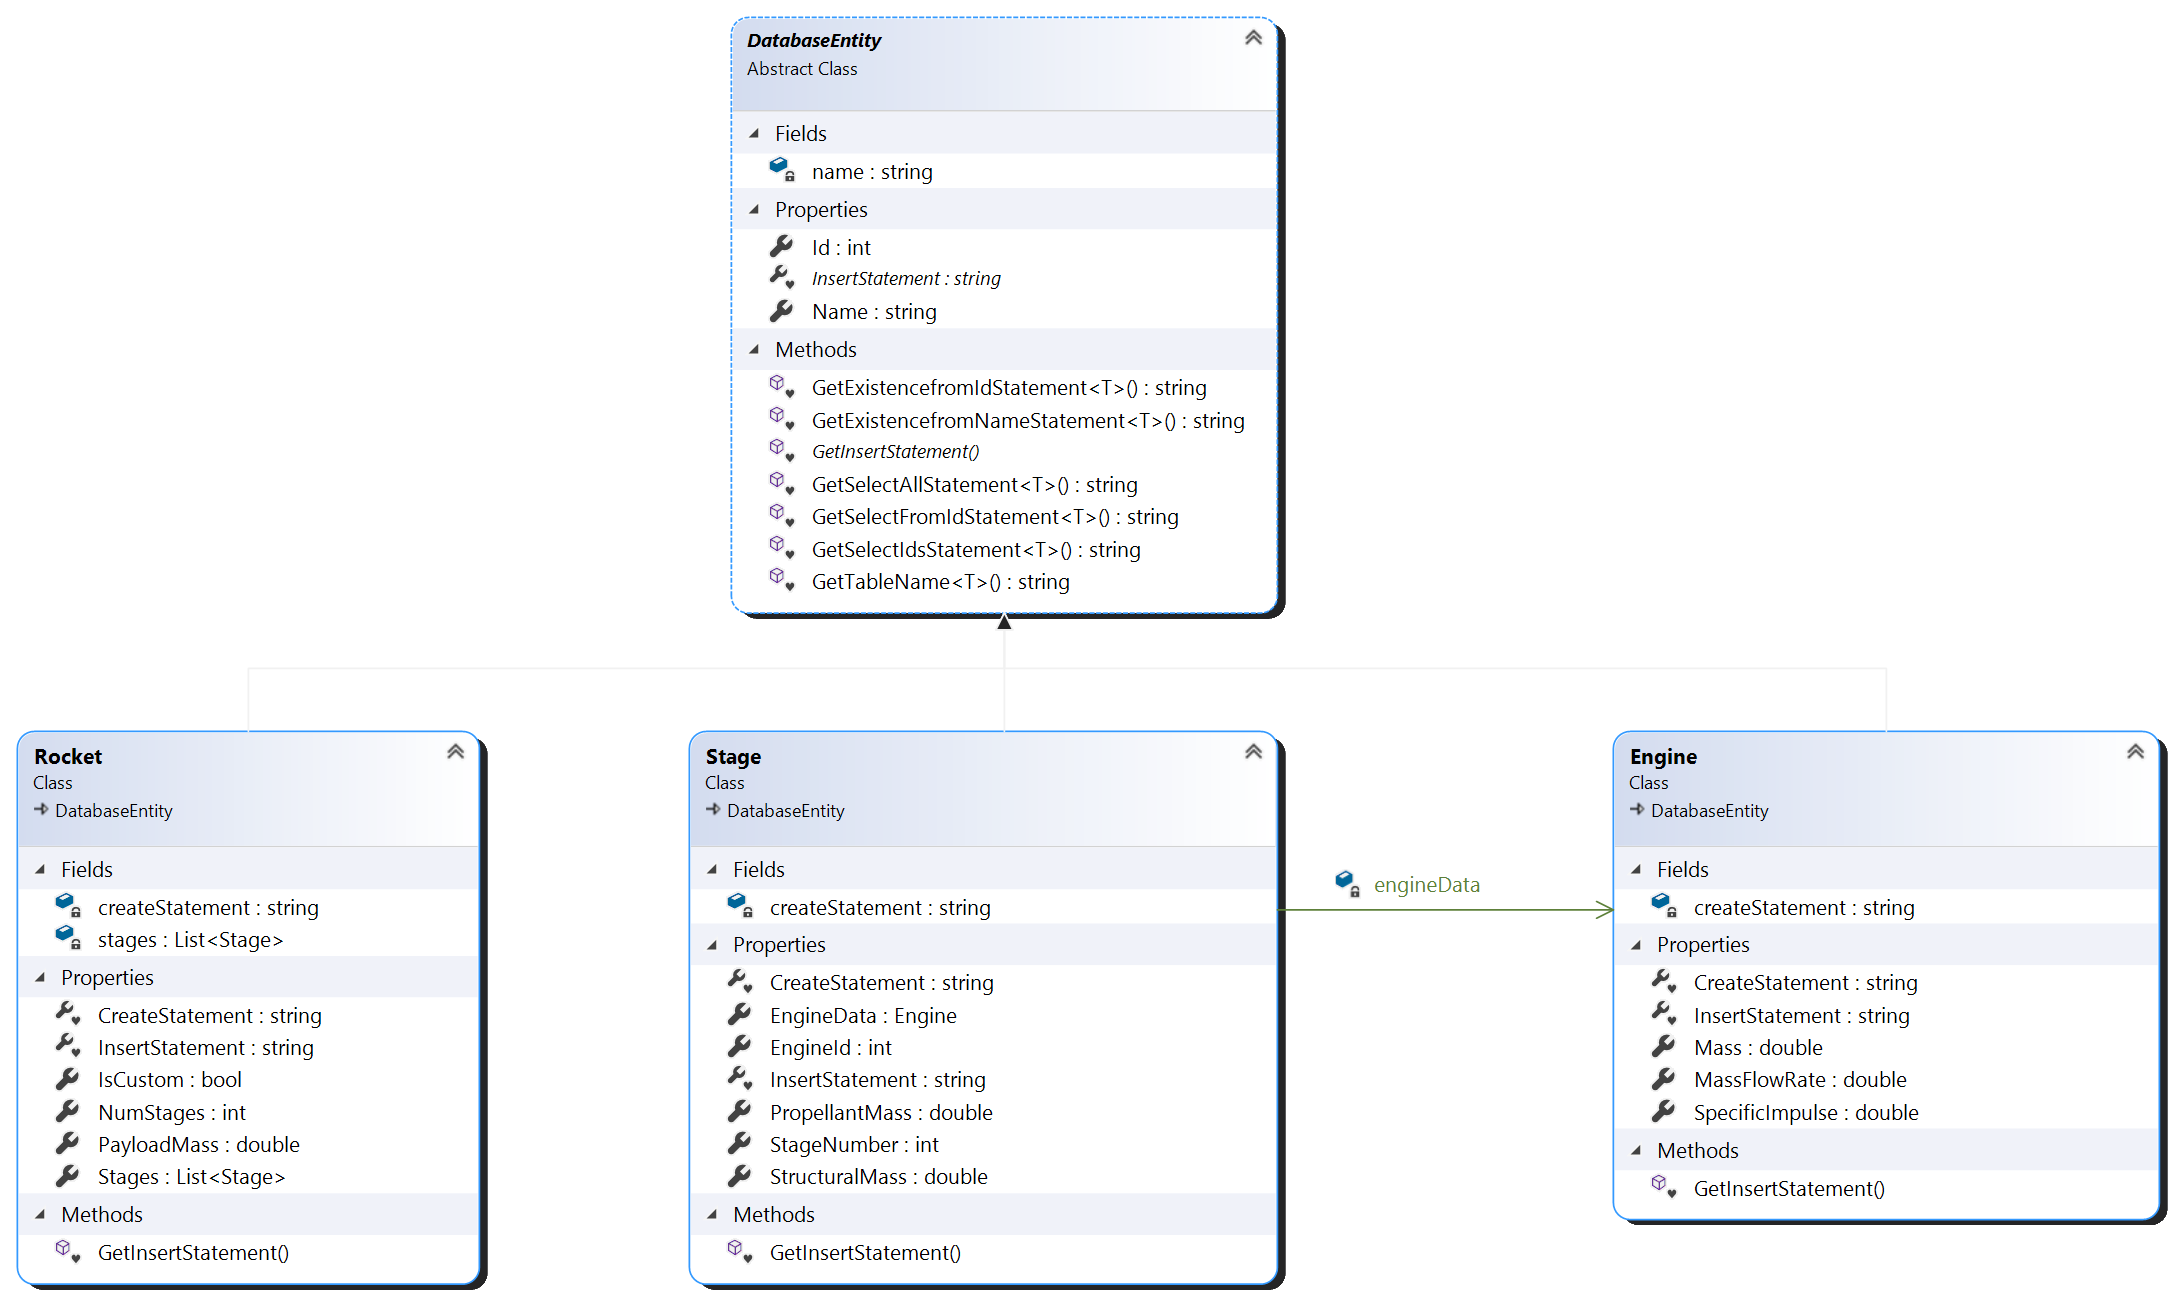 DatabaseEntity
Abstract Class
Fields
name : string
Properties
Id : int
InsertStatement : string
Name : string
Methods
GetExistencefromIdStatement<T>() : string
GetExistencefromNameStatement<T>() : string
GetInsertStatement()
GetSelectAllStatement<T>() : string
GetSelectFromIdStatement<T>() : string
GetSelectIdsStatement<T>() : string
GetTableName<T>() : string
Rocket
Class
DatabaseEntity
Fields
createStatement : string
stages : List<Stage>
Properties
CreateStatement : string
InsertStatement : string
IsCustom : bool
NumStages : int
PayloadMass : double
Stages : List<Stage>
Methods
GetInsertStatement()
Stage
Class
DatabaseEntity
Fields
createStatement : string
Properties
CreateStatement : string
EngineData : Engine
EngineId : int
InsertStatement : string
PropellantMass : double
StageNumber : int
StructuralMass : double
Methods
GetInsertStatement()
engineData
Engine
Class
DatabaseEntity
Fields
createStatement : string
Properties
CreateStatement : string
InsertStatement : string
Mass : double
MassFlowRate : double
SpecificImpulse : double
Methods
GetInsertStatement()